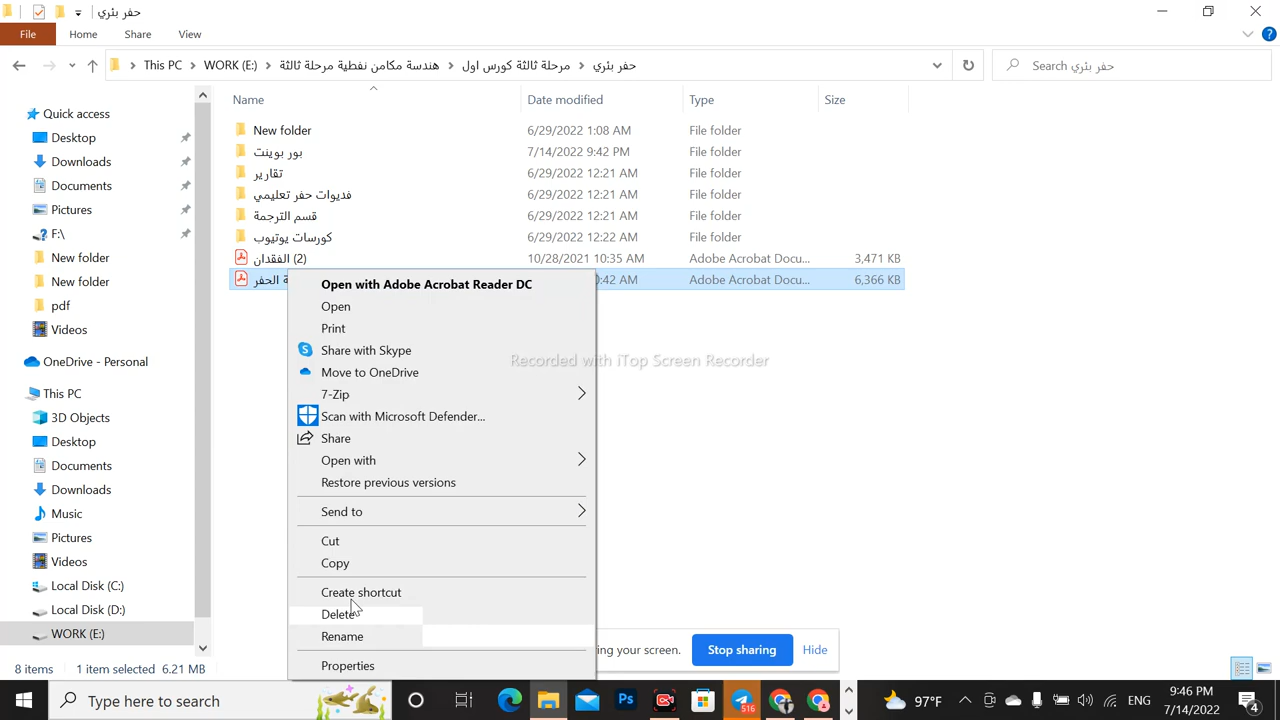 حفر بئري
File Home Share View
This PC > WORK (E:) > هندسة مكامن نفطية مرحلة ثالثة > مرحلة ثالثة كورس اول > حفر بئري
Search حفر بئري
Name Date modified Type Size
New folder 6/29/2022 1:08 AM File folder
بور بوينت 7/14/2022 9:42 PM File folder
تقارير 6/29/2022 12:21 AM File folder
فديوات حفر تعليمي 6/29/2022 12:21 AM File folder
قسم الترجمة 6/29/2022 12:21 AM File folder
كورسات يوتيوب 6/29/2022 12:22 AM File folder
الفقدان (2) 10/28/2021 10:35 AM Adobe Acrobat Docu... 3,471 KB
ة الحفر 0:42 AM Adobe Acrobat Docu... 6,366 KB
Quick access
Desktop
Downloads
Documents
Pictures
F:\
New folder
New folder
pdf
Videos
OneDrive - Personal
This PC
3D Objects
Desktop
Documents
Downloads
Music
Pictures
Videos
Local Disk (C:)
Local Disk (D:)
WORK (E:)
Open with Adobe Acrobat Reader DC
Open
Print
Share with Skype
Move to OneDrive
7-Zip
Scan with Microsoft Defender...
Share
Open with
Restore previous versions
Send to
Cut
Copy
Create shortcut
Delete
Rename
Properties
Recorded with iTop Screen Recorder
ing your screen. Stop sharing Hide
8 items 1 item selected 6.21 MB
Type here to search
Ps
516
97°F
ENG
9:46 PM
7/14/2022
4